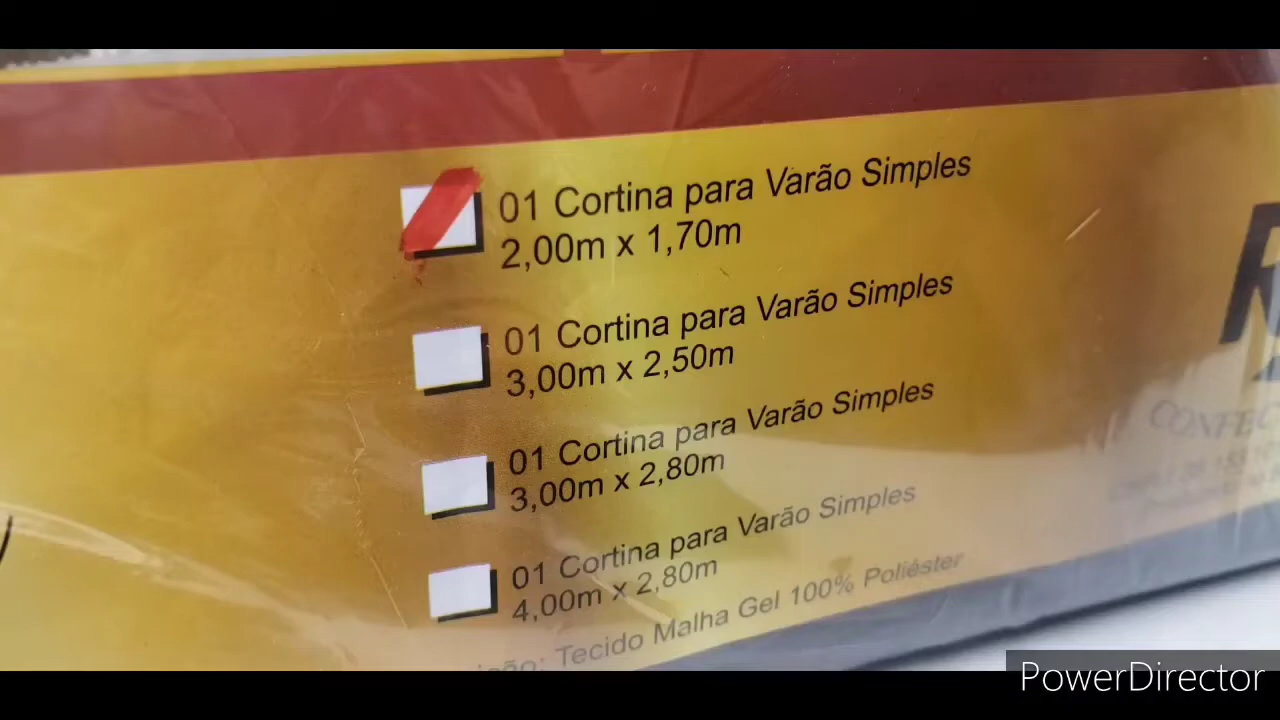 01 Cortina para Varão Simples
2,00m x 1,70m
01 Cortina para Varão Simples
3,00m x 2,50m
01 Cortina para Varão Simples
3,00m x 2,80m
01 Cortina para Varão Simples
4,00m x 2,80m
Tecido Malha Gel 100% Poliéster
PowerDirector